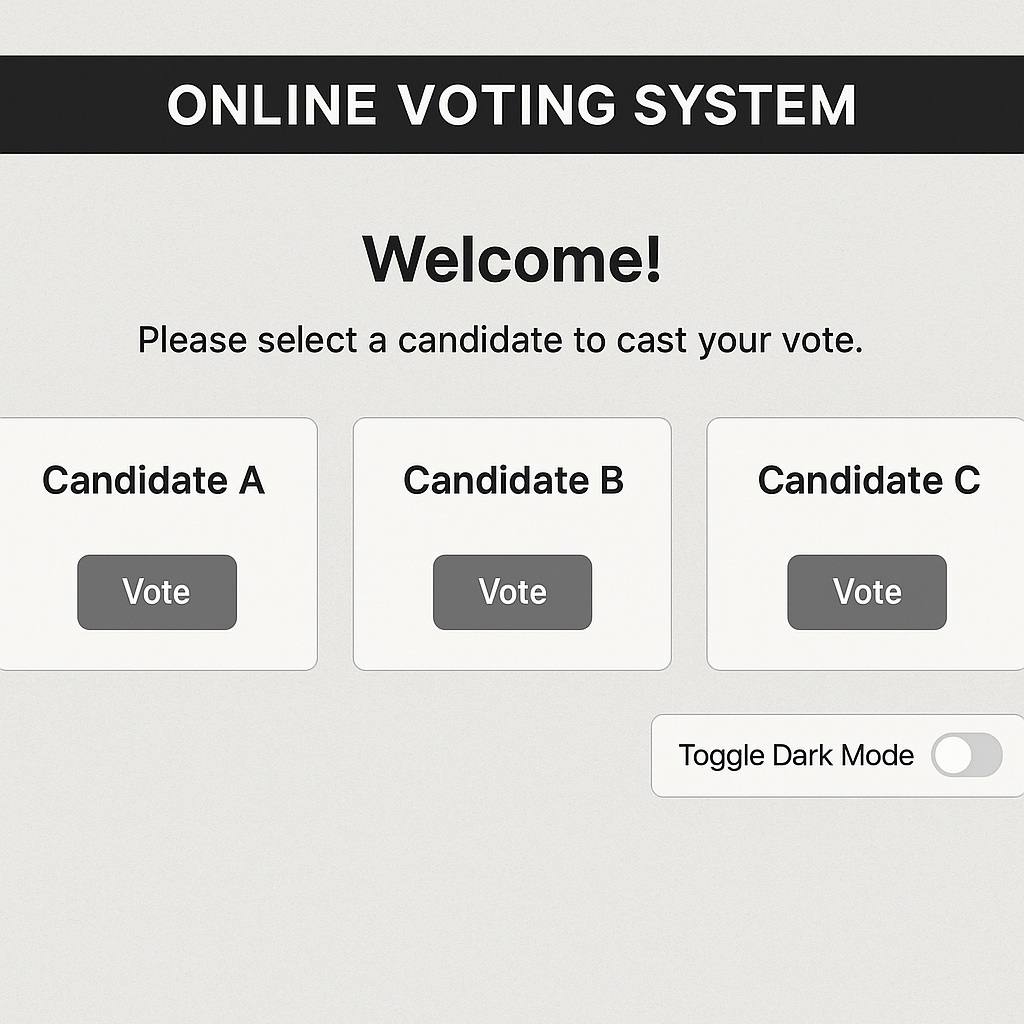 ONLINE VOTING SYSTEM
Welcome!
Please select a candidate to cast your vote.
Candidate A
Vote
Candidate B
Vote
Candidate C
Vote
Toggle Dark Mode